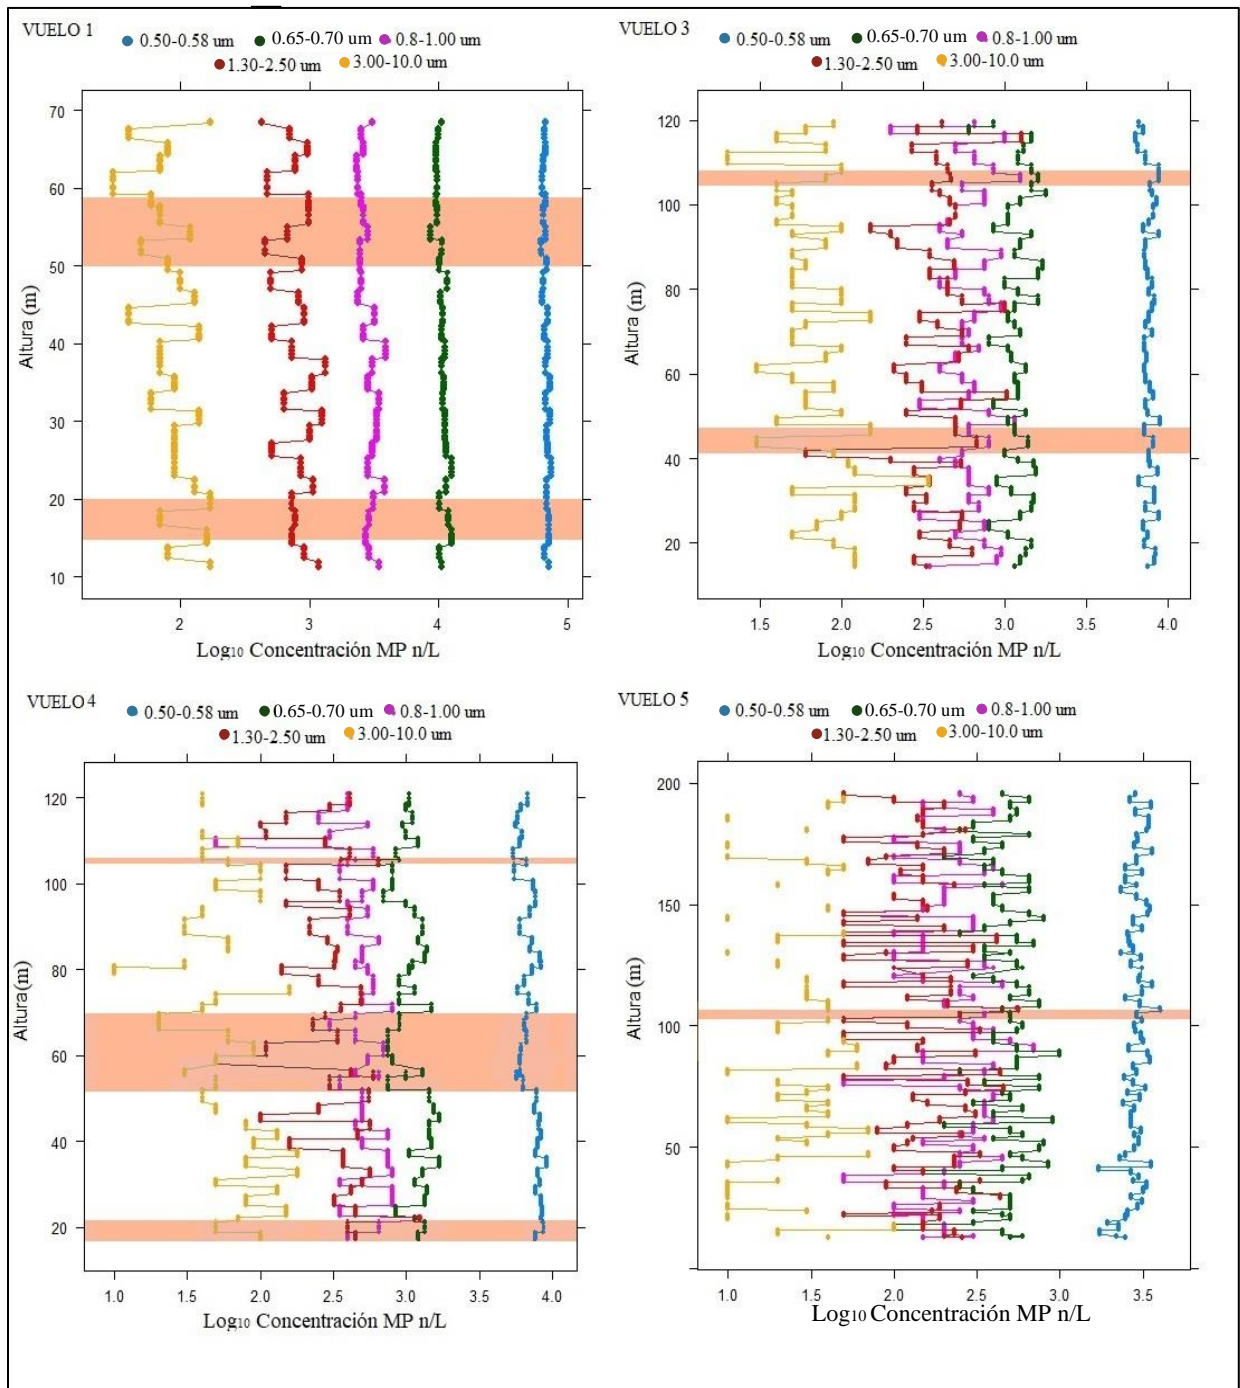 VUELO 1
0.50-0.58 um 0.65-0.70 um 0.8-1.00 um
1.30-2.50 um 3.00-10.0 um
70
60
50
40
30
20
10
Altura (m)
2 3 4 5
Log10 Concentración MP n/L
VUELO 3
0.50-0.58 um 0.65-0.70 um 0.8-1.00 um
1.30-2.50 um 3.00-10.0 um
120
100
80
60
40
20
Altura (m)
1.5 2.0 2.5 3.0 3.5 4.0
Log10 Concentración MP n/L
VUELO 4
0.50-0.58 um 0.65-0.70 um 0.8-1.00 um
1.30-2.50 um 3.00-10.0 um
120
100
80
60
40
20
Altura(m)
1.0 1.5 2.0 2.5 3.0 3.5 4.0
Log10 Concentración MP n/L
VUELO 5
0.50-0.58 um 0.65-0.70 um 0.8-1.00 um
1.30-2.50 um 3.00-10.0 um
200
150
100
50
Altura (m)
1.0 1.5 2.0 2.5 3.0 3.5
Log10 Concentración MP n/L